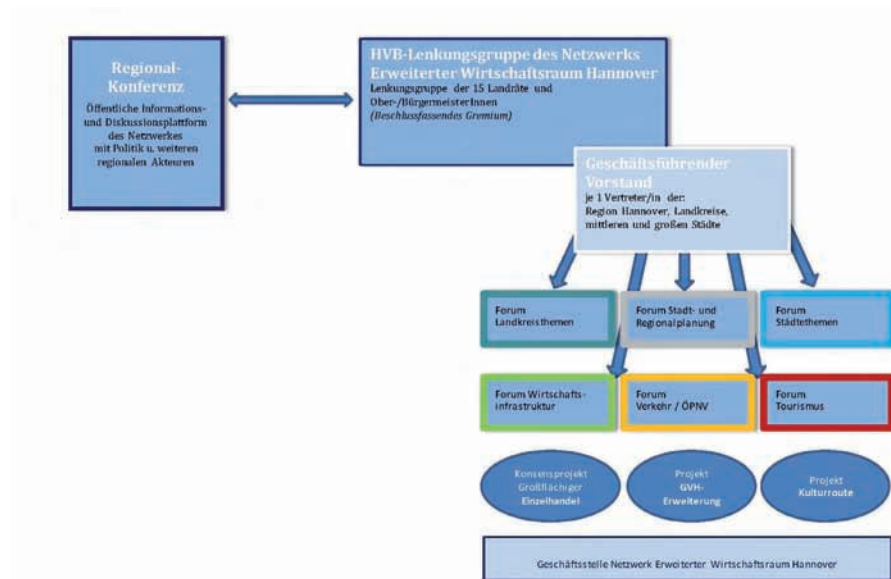 Regional-
Konferenz
Öffentliche Informations-
und Diskussionsplattform
des Netzwerkes
mit Politik u. weiteren
regionalen Akteuren
HVB-Lenkungsgruppe des Netzwerks
Erweiterter Wirtschaftsraum Hannover
Lenkungsgruppe der 15 Landräte und
Ober-/BürgermeisterInnen
(Beschlussfassendes Gremium)
Geschäftsführender
Vorstand
je 1 Vertreter/in der:
Region Hannover, Landkreise,
mittleren und großen Städte
Forum
Landkreisthemen
Forum Stadt- und
Regionalplanung
Forum
Städtethemen
Forum Wirtschafts-
infrastruktur
Forum
Verkehr / ÖPNV
Forum
Tourismus
Konsensprojekt
Großflächiger
Einzelhandel
Projekt
GVH-
Erweiterung
Projekt
Kulturroute
Geschäftsstelle Netzwerk Erweiterter Wirtschaftsraum Hannover